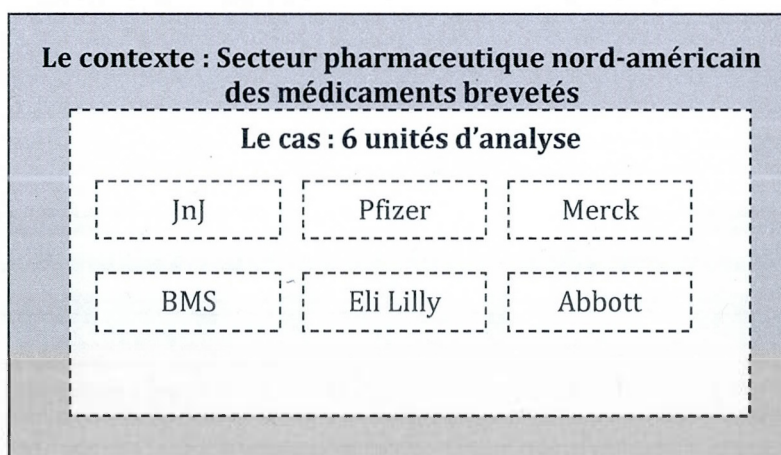 Le contexte : Secteur pharmaceutique nord-américain
des médicaments brevetés
Le cas : 6 unités d'analyse
JnJ
Pfizer
Merck
BMS
Eli Lilly
Abbott